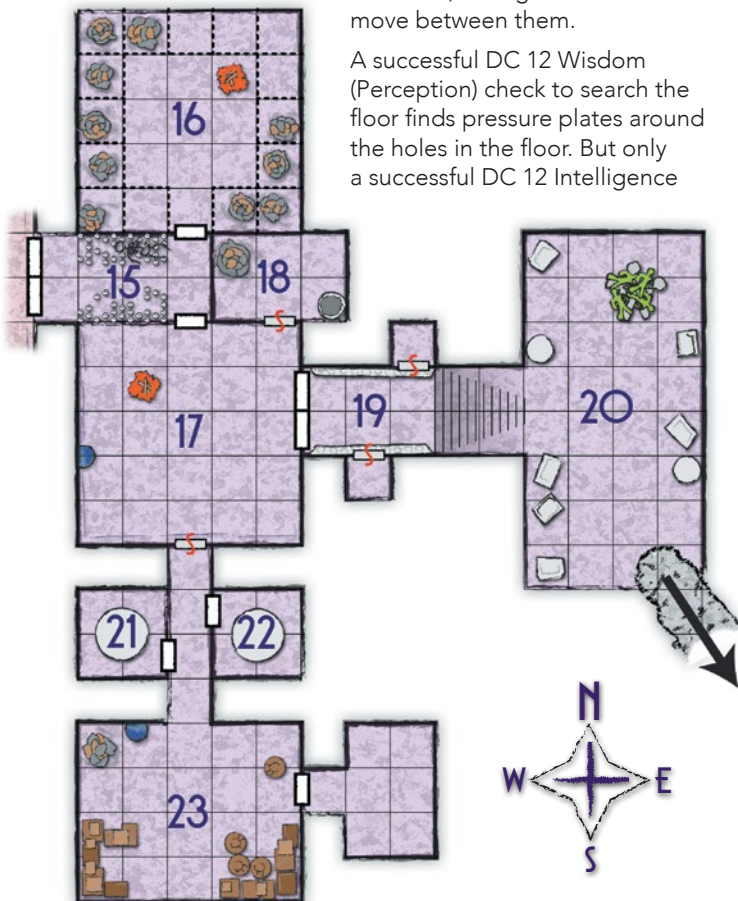 move between them.
A successful DC 12 Wisdom
(Perception) check to search the
floor finds pressure plates around
the holes in the floor. But only
a successful DC 12 Intelligence
16
15
18
S
S
17
19
20
S
S
21
22
23
N
W
E
S